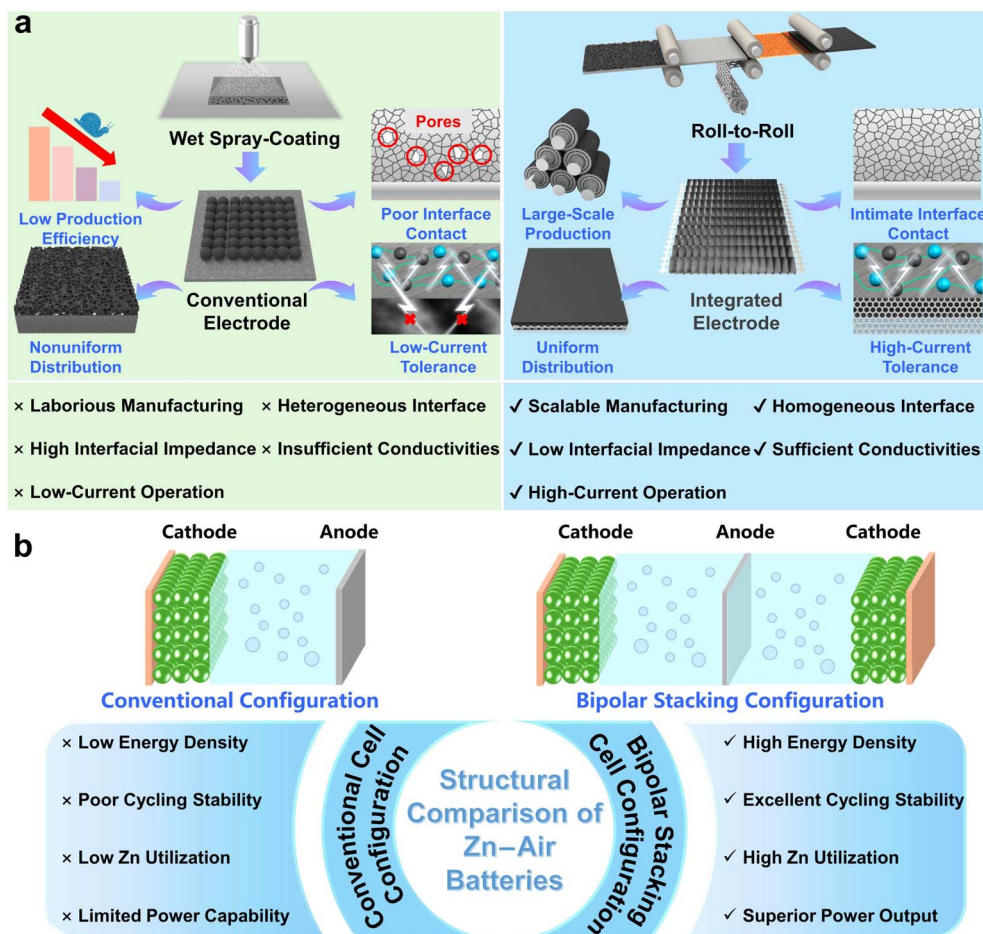 a
Wet Spray-Coating
Pores
Low Production
Efficiency
Poor Interface
Contact
Conventional
Electrode
Nonuniform
Distribution
Low-Current
Tolerance
× Laborious Manufacturing × Heterogeneous Interface
× High Interfacial Impedance × Insufficient Conductivities
× Low-Current Operation
Roll-to-Roll
Large-Scale
Production
Intimate Interface
Contact
Integrated
Electrode
Uniform
Distribution
High-Current
Tolerance
✓ Scalable Manufacturing ✓ Homogeneous Interface
✓ Low Interfacial Impedance ✓ Sufficient Conductivities
✓ High-Current Operation
b
Cathode Anode
Conventional Configuration
Cathode Anode Cathode
Bipolar Stacking Configuration
× Low Energy Density
× Poor Cycling Stability
× Low Zn Utilization
× Limited Power Capability
Conventional Cell
Configuration
Structural
Comparison of
Zn–Air
Batteries
Bipolar Stacking
Cell Configuration
✓ High Energy Density
✓ Excellent Cycling Stability
✓ High Zn Utilization
✓ Superior Power Output